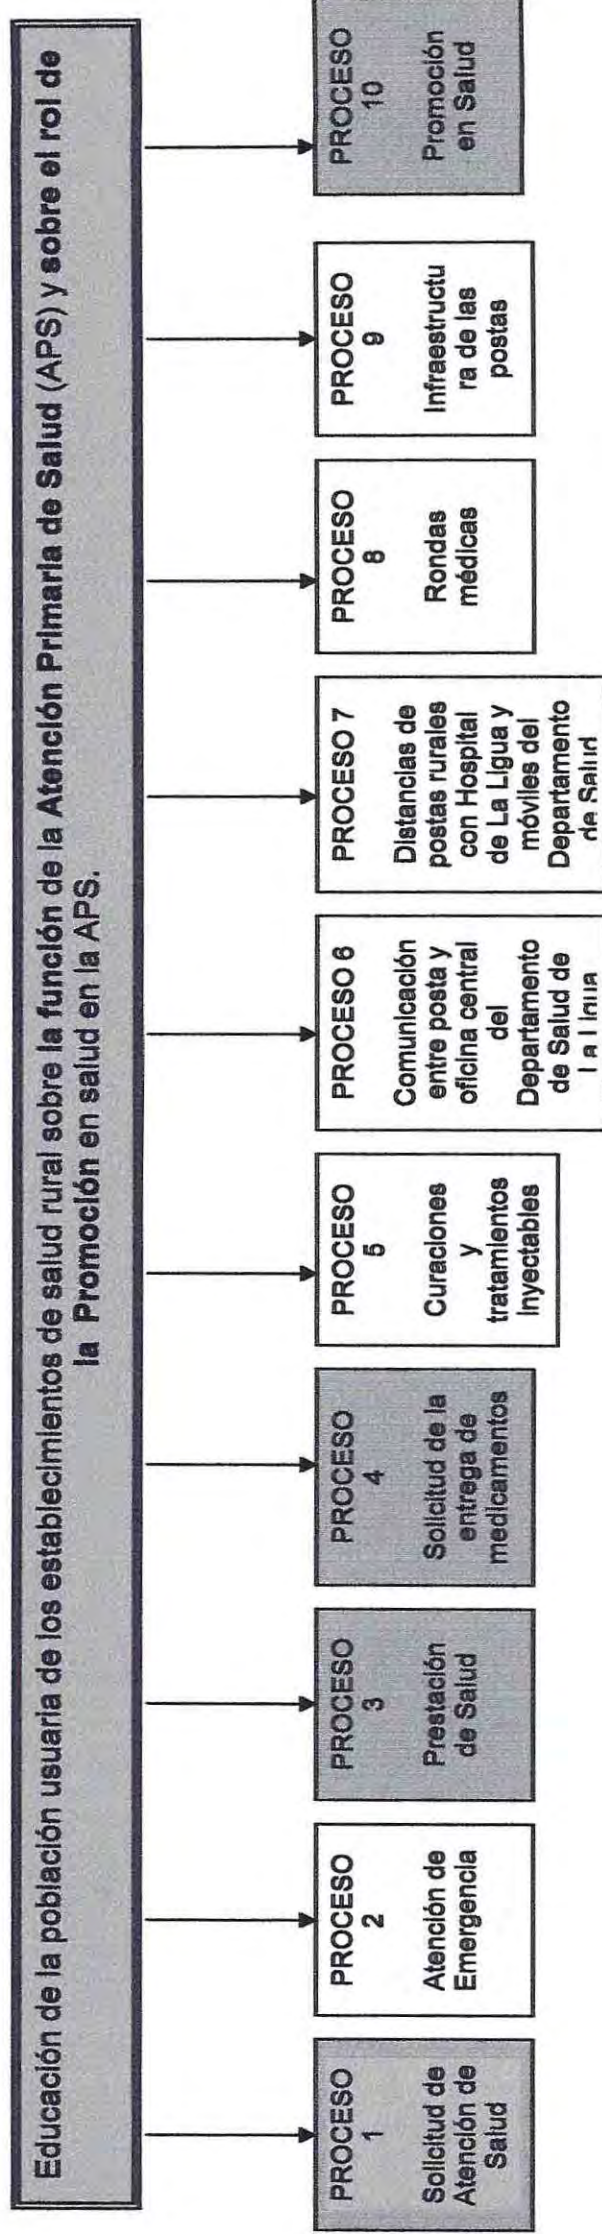 Educación de la población usuaria de los establecimientos de salud rural sobre la función de la Atención Primaria de Salud (APS) y sobre el rol de
la Promoción en salud en la APS.
PROCESO
1
Solicitud de
Atención de
Salud
PROCESO
2
Atención de
Emergencia
PROCESO
3
Prestación
de Salud
PROCESO
4
Solicitud de la
entrega de
medicamentos
PROCESO
5
Curaciones
y
tratamientos
Inyectables
PROCESO 6
Comunicación
entre posta y
oficina central
del
Departamento
de Salud de
La Ligua
PROCESO 7
Distancias de
postas rurales
con Hospital
de La Ligua y
móviles del
Departamento
de Salud
PROCESO
8
Rondas
médicas
PROCESO
9
Infraestructu
ra de las
postas
PROCESO
10
Promoción
en Salud